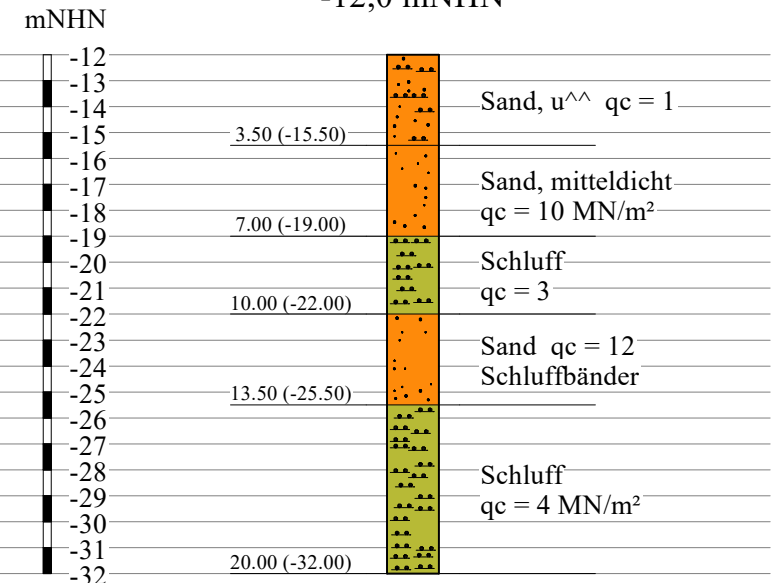 -12,0 mNHN
mNHN
-12
-13
Sand, u^^ qc = 1
-14
-15
3.50 (-15.50)
-16
-17
Sand, mitteldicht
qc = 10 MN/m²
-18
7.00 (-19.00)
-19
-20
Schluff
-21
qc = 3
10.00 (-22.00)
-22
-23
Sand qc = 12
-24
Schluffbänder
13.50 (-25.50)
-25
-26
-27
-28
Schluff
-29
qc = 4 MN/m²
-30
-31
20.00 (-32.00)
-32